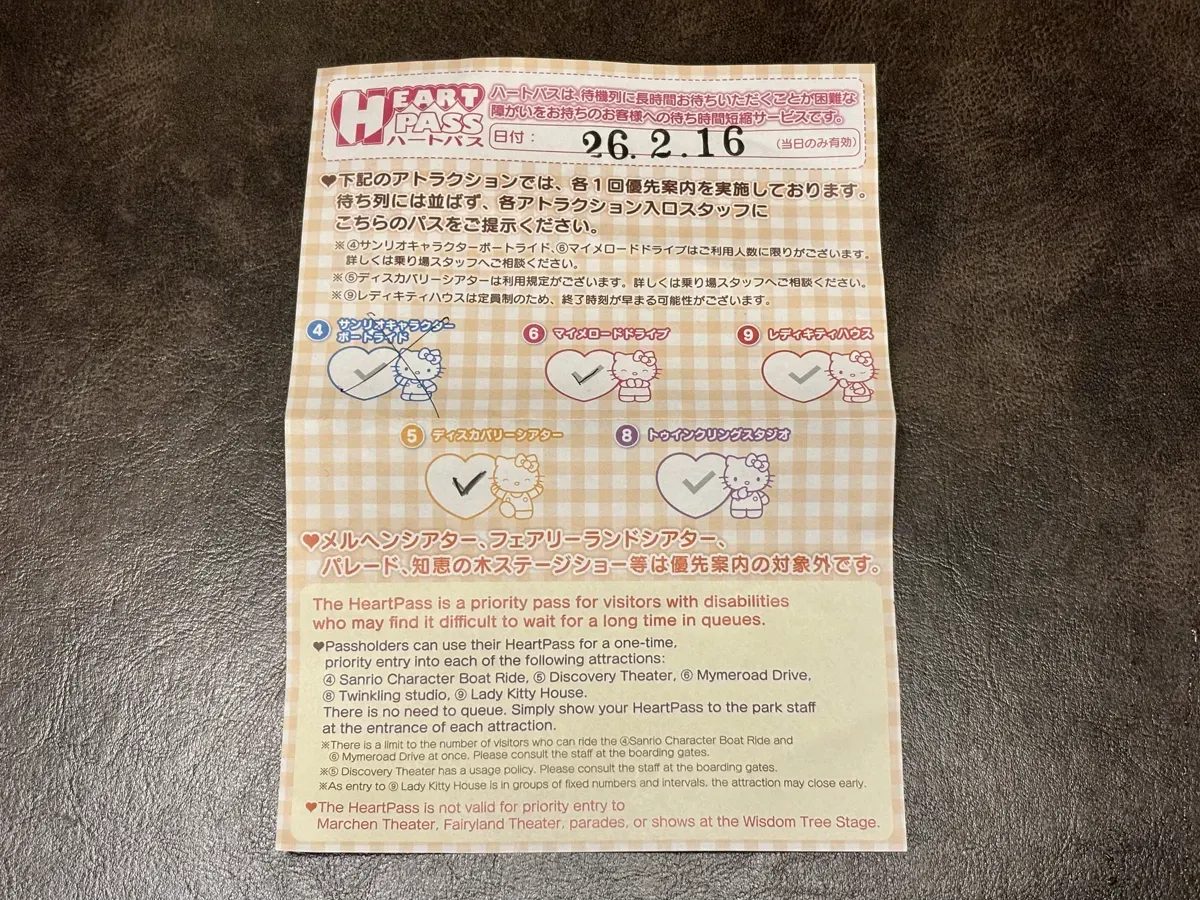 HEART PASS
ハートパス
ハートパスは、待機列に長時間お待ちいただくことが困難な
障がいをお持ちのお客様への待ち時間短縮サービスです。
日付： 26.2.16 （当日のみ有効）
♥下記のアトラクションでは、各1回優先案内を実施しております。
待ち列には並ばず、各アトラクション入口スタッフに
こちらのパスをご提示ください。
※④サンリオキャラクターボートライド、⑥マイメロードドライブはご利用人数に限りがございます。
詳しくは乗り場スタッフへご相談ください。
※⑤ディスカバリーシアターは利用規定がございます。詳しくは乗り場スタッフへご相談ください。
※⑨レディキティハウスは定員制のため、終了時刻が早まる可能性がございます。
④ サンリオキャラクター
ボートライド
⑥ マイメロードドライブ
⑨ レディキティハウス
⑤ ディスカバリーシアター
⑧ トゥインクリングスタジオ
♥メルヘンシアター、フェアリーランドシアター、
パレード、知恵の木ステージショー等は優先案内の対象外です。
The HeartPass is a priority pass for visitors with disabilities
who may find it difficult to wait for a long time in queues.
♥Passholders can use their HeartPass for a one-time,
priority entry into each of the following attractions:
④ Sanrio Character Boat Ride, ⑤ Discovery Theater, ⑥ Mymeroad Drive,
⑧ Twinkling studio, ⑨ Lady Kitty House.
There is no need to queue. Simply show your HeartPass to the park staff
at the entrance of each attraction.
※There is a limit to the number of visitors who can ride the ④Sanrio Character Boat Ride and
⑥ Mymeroad Drive at once. Please consult the staff at the boarding gates.
※⑤ Discovery Theater has a usage policy. Please consult the staff at the boarding gates.
※As entry to ⑨ Lady Kitty House is in groups of fixed numbers and intervals, the attraction may close early.
♥The HeartPass is not valid for priority entry to
Marchen Theater, Fairyland Theater, parades, or shows at the Wisdom Tree Stage.